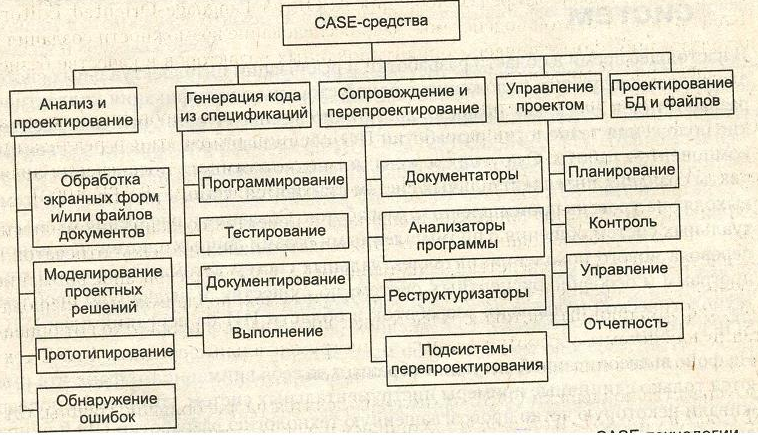 CASE-средства
Анализ и
проектирование
Генерация кода
из спецификаций
Сопровождение и
перепроектирование
Управление
проектом
Проектирование
БД и файлов
Обработка
экранных форм
и/или файлов
документов
Моделирование
проектных
решений
Прототипирование
Обнаружение
ошибок
Программирование
Тестирование
Документирование
Выполнение
Документаторы
Анализаторы
программы
Реструктуризаторы
Подсистемы
перепроектирования
Планирование
Контроль
Управление
Отчетность
CASE-технологии